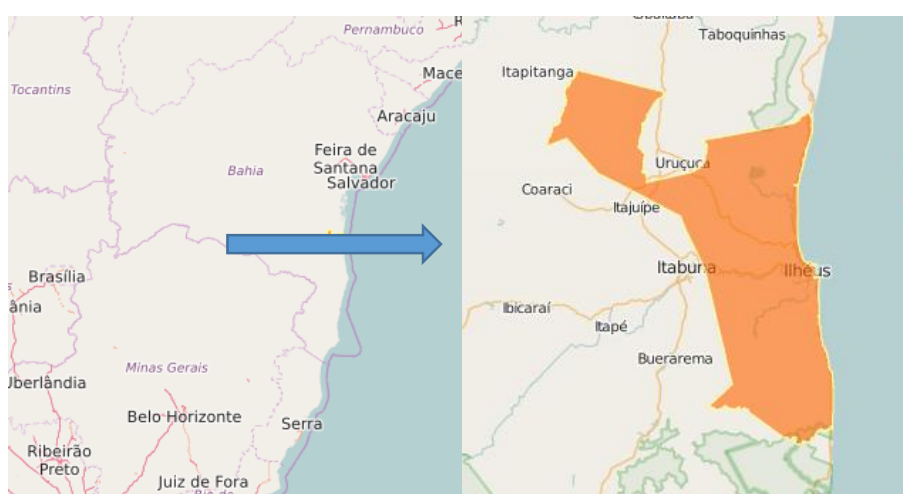 Pernambuco
Mace
Tocantins
Aracaju
Feira de
Santana
Salvador
Bahia
Brasília
ânia
Minas Gerais
Uberlândia
Belo Horizonte
Serra
Ribeirão
Preto
Juiz de Fora
Taboquinhas
Itapitanga
Uruçuca
Coaraci
Itajuípe
Itabuna
Ilhéus
Ibicaraí
Itapé
Buerarema